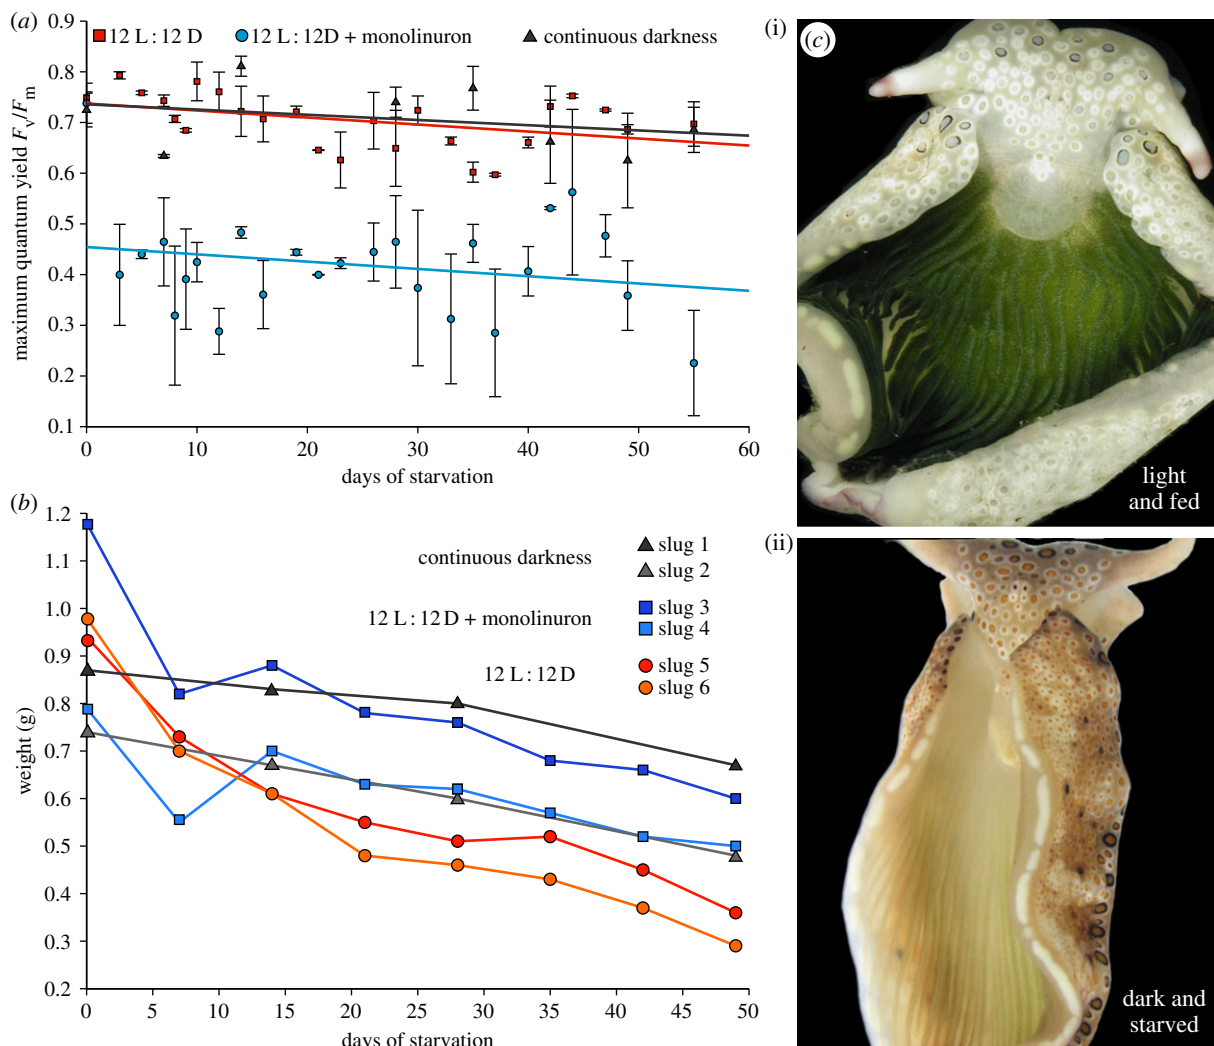 (a)
0.9
0.8
0.7
0.6
0.5
0.4
0.3
0.2
0.1
maximum quantum yield Fv/Fm
12 L : 12 D
12 L : 12D + monolinuron
continuous darkness
0
10
20
30
40
50
60
days of starvation
(b)
1.2
1.1
1.0
0.9
0.8
0.7
0.6
0.5
0.4
0.3
0.2
weight (g)
continuous darkness
slug 1
slug 2
12 L : 12 D + monolinuron
slug 3
slug 4
12 L : 12 D
slug 5
slug 6
0
5
10
15
20
25
30
35
40
45
50
days of starvation
(i)
(c)
light
and fed
(ii)
dark and
starved